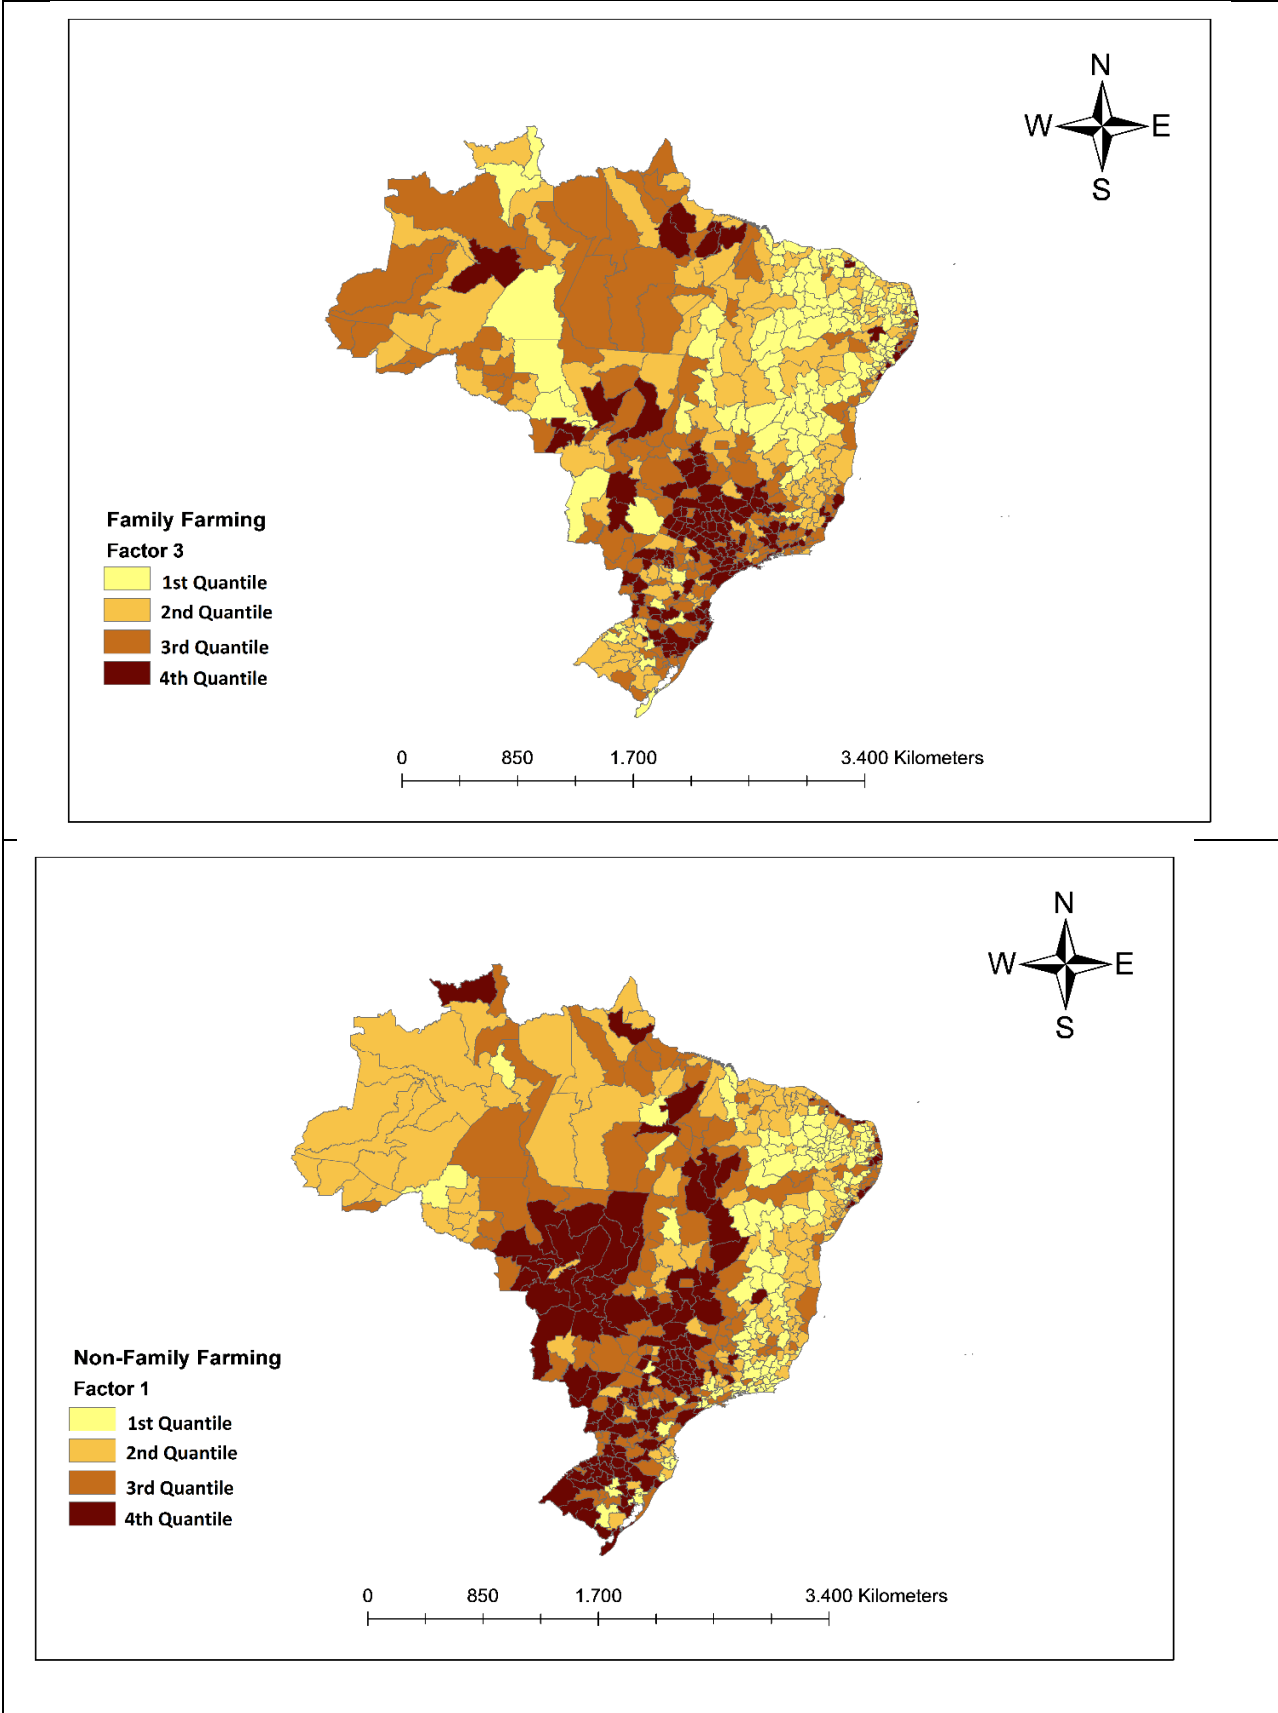 N
W E
S
Family Farming
Factor 3
1st Quantile
2nd Quantile
3rd Quantile
4th Quantile
0 850 1.700 3.400 Kilometers
N
W E
S
Non-Family Farming
Factor 1
1st Quantile
2nd Quantile
3rd Quantile
4th Quantile
0 850 1.700 3.400 Kilometers